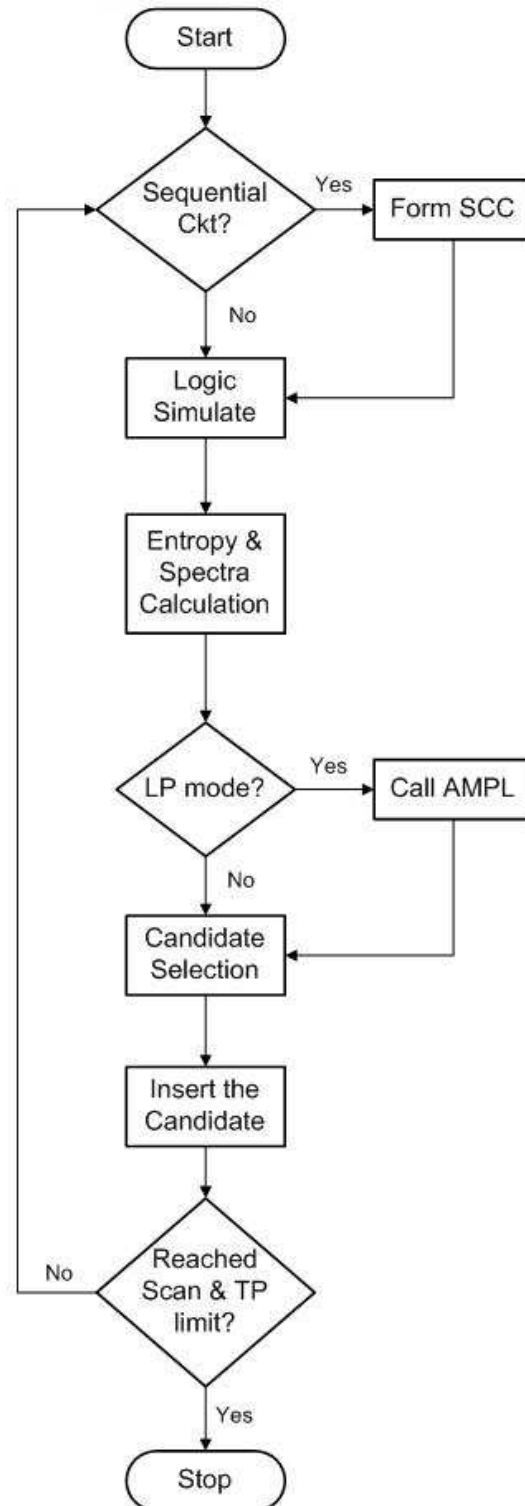 Start
Sequential
Ckt?
Yes
Form SCC
No
Logic
Simulate
Entropy &
Spectra
Calculation
LP mode?
Yes
Call AMPL
No
Candidate
Selection
Insert the
Candidate
Reached
Scan & TP
limit?
No
Yes
Stop